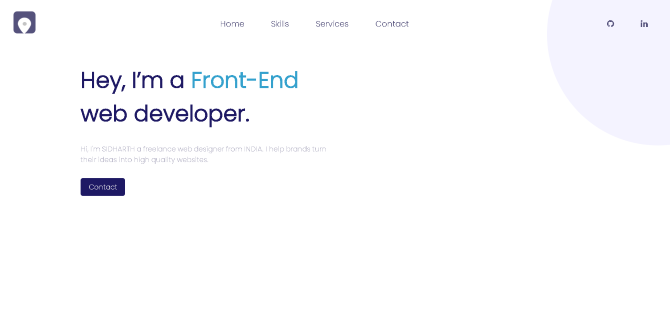 Home Skills Services Contact
Hey, I'm a Front-End
web developer.
Hi, I'm SIDHARTH a freelance web designer from INDIA. I help brands turn
their ideas into high quality websites.
Contact